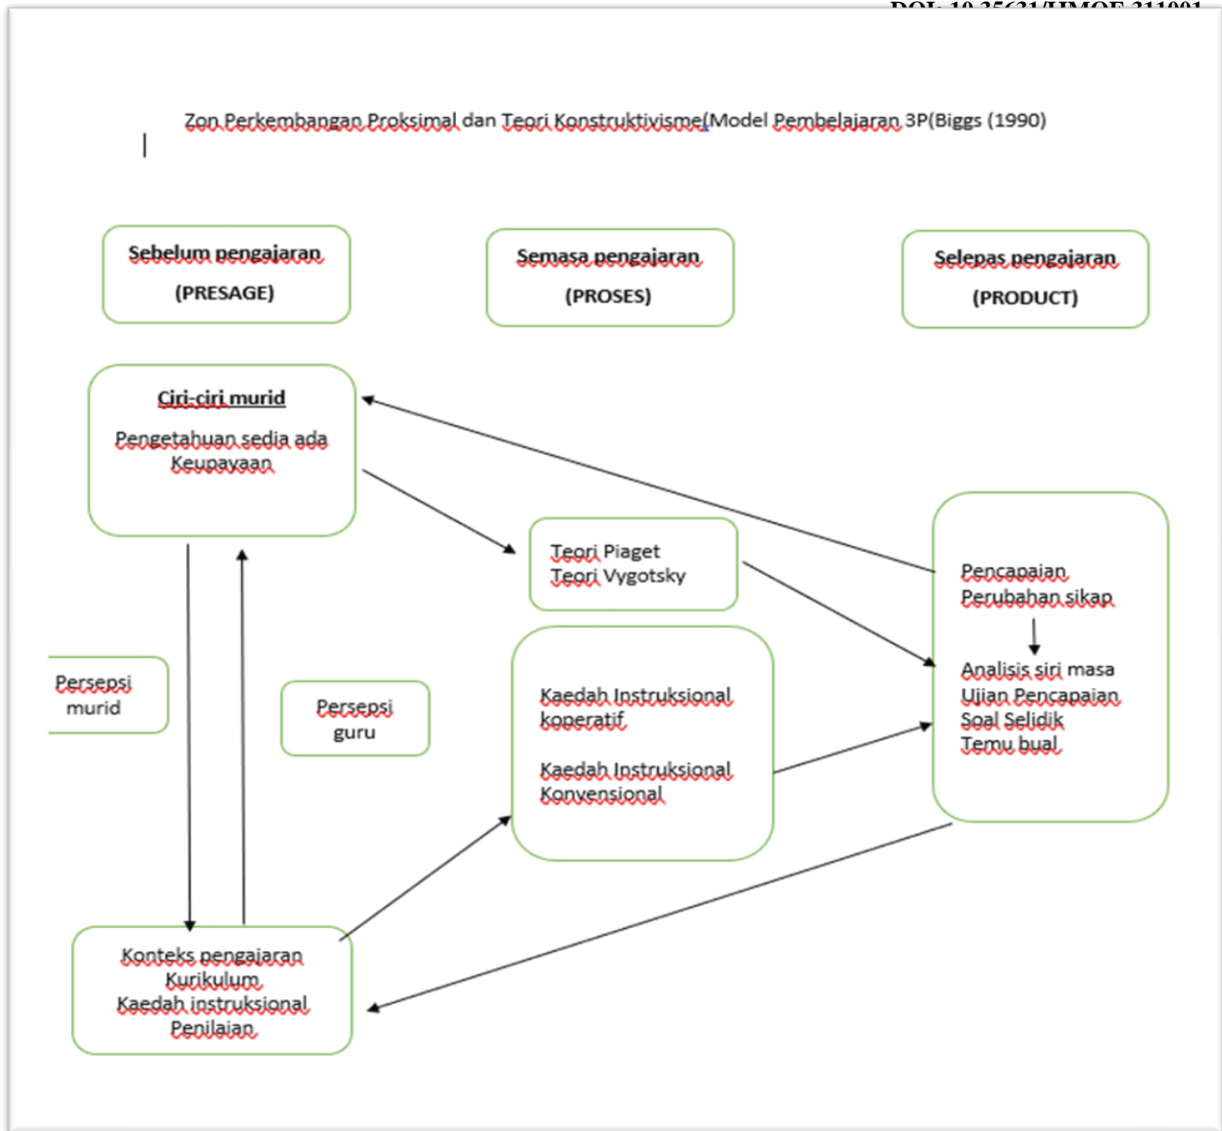 Zon Perkembangan Proksimal dan Teori Konstruktivisme(Model Pembelajaran 3P(Biggs (1990)
Sebelum pengajaran
(PRESAGE)
Semasa pengajaran
(PROSES)
Selepas pengajaran
(PRODUCT)
Ciri-ciri murid
Pengetahuan sedia ada
Keupayaan
Teori Piaget
Teori Vygotsky
Pencapaian
Perubahan sikap
Analisis siri masa
Ujian Pencapaian
Soal Selidik
Temu bual
Persepsi
murid
Persepsi
guru
Kaedah Instruksional
koperatif
Kaedah Instruksional
Konvensional
Konteks pengajaran
Kurikulum
Kaedah instruksional
Penilaian